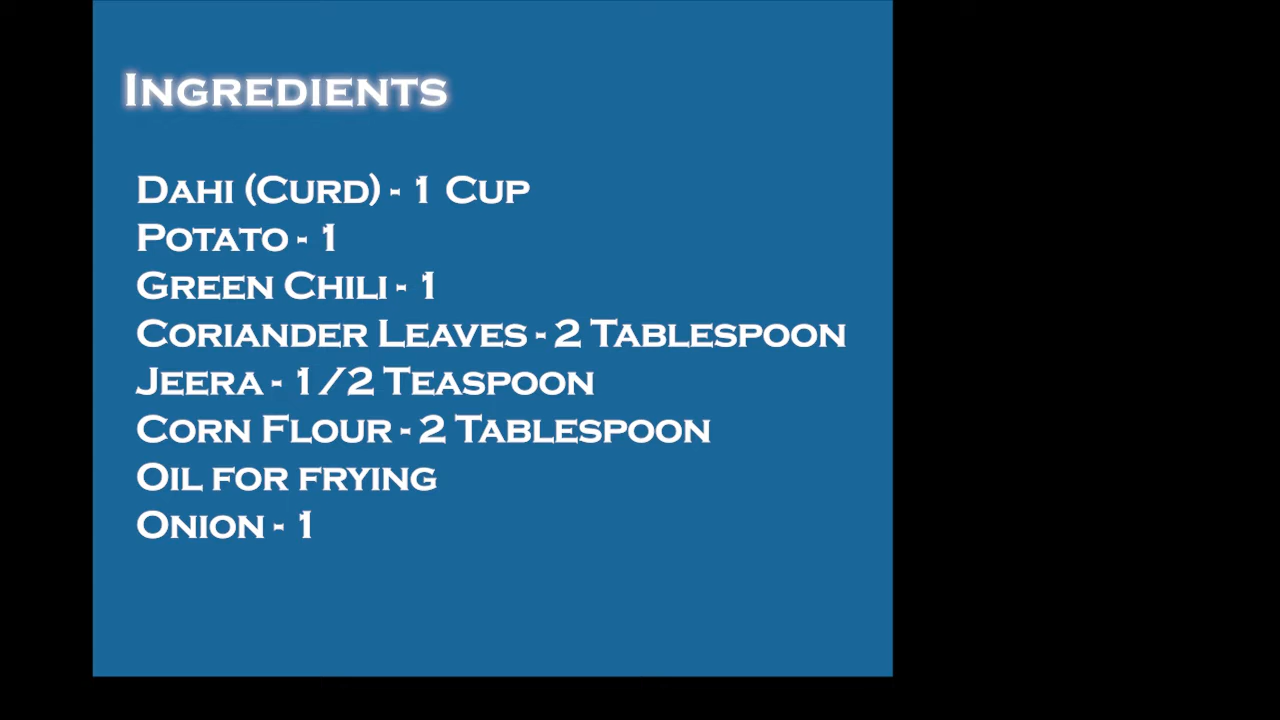 Ingredients
Dahi (Curd) - 1 Cup
Potato - 1
Green Chili - 1
Coriander Leaves - 2 Tablespoon
Jeera - 1/2 Teaspoon
Corn Flour - 2 Tablespoon
Oil for frying
Onion - 1